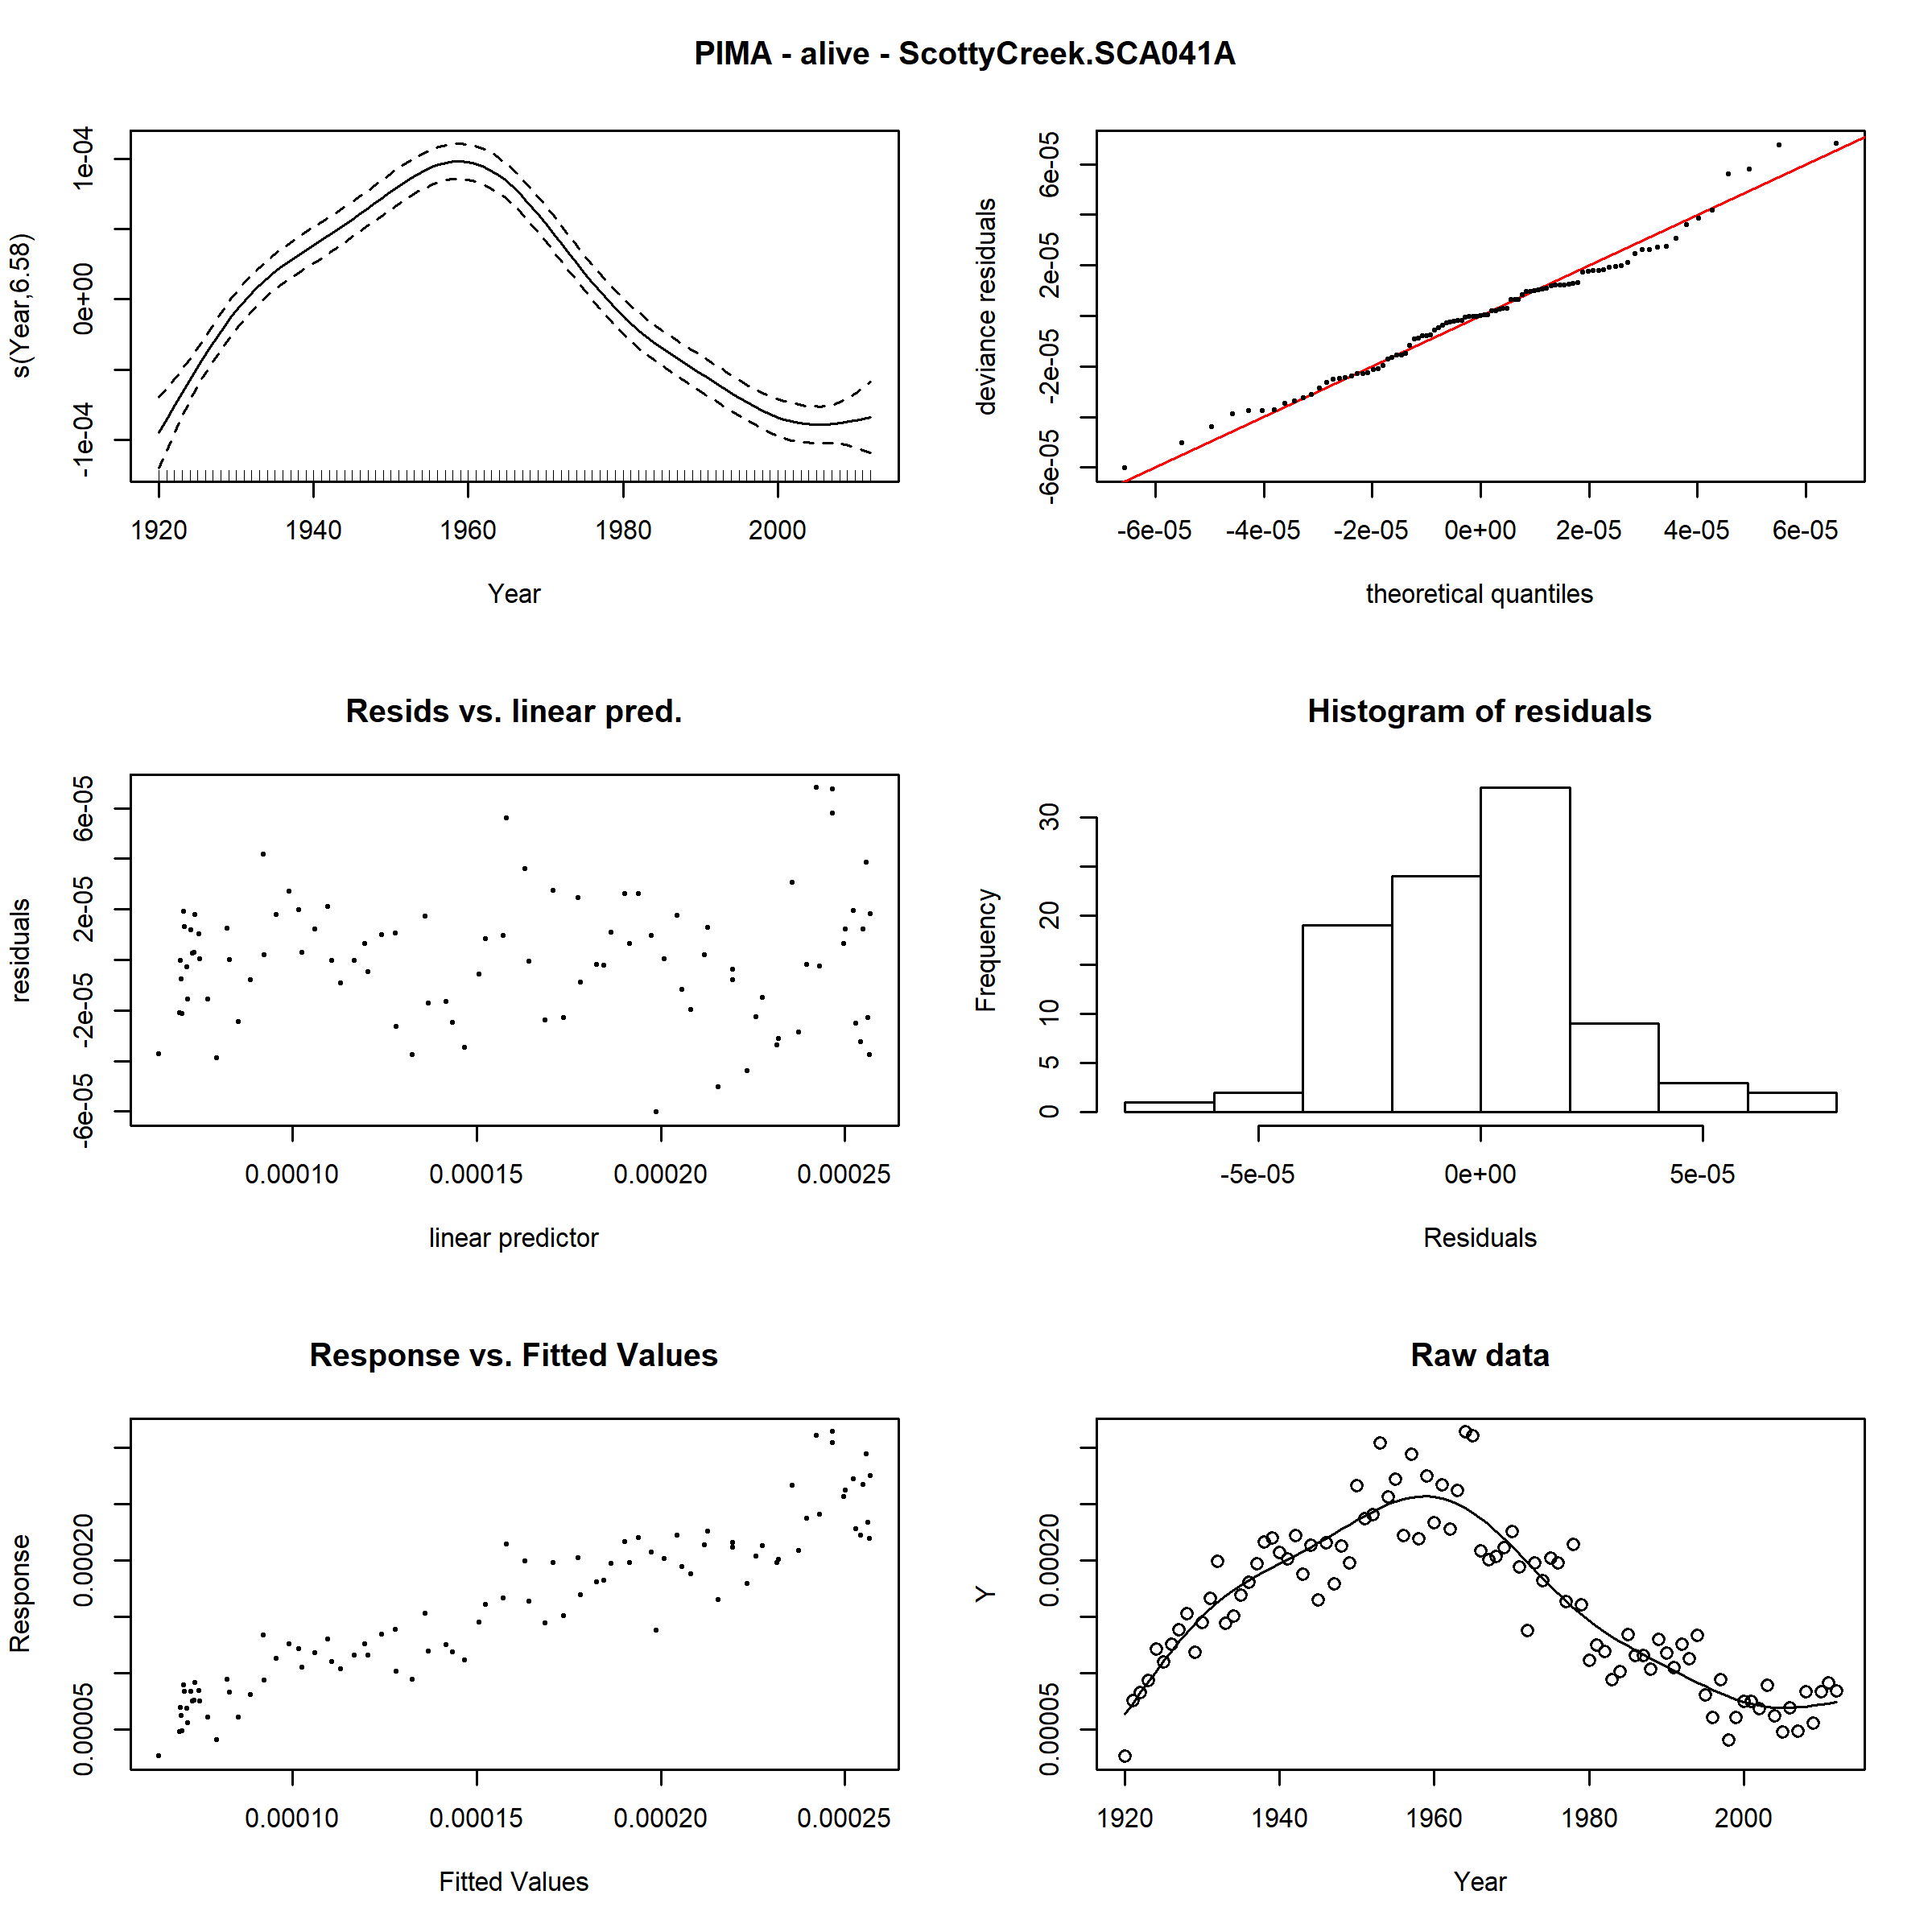 PIMA - alive - ScottyCreek.SCA041A
s(Year,6.58)
-1e-04 0e+00 1e-04
1920 1940 1960 1980 2000
Year
deviance residuals
-6e-05 -2e-05 2e-05 6e-05
-6e-05 -4e-05 -2e-05 0e+00 2e-05 4e-05 6e-05
theoretical quantiles
Resids vs. linear pred.
residuals
-6e-05 -2e-05 2e-05 6e-05
0.00010 0.00015 0.00020 0.00025
linear predictor
Histogram of residuals
Frequency
0 5 10 20 30
-5e-05 0e+00 5e-05
Residuals
Response vs. Fitted Values
Response
0.00005 0.00020
0.00010 0.00015 0.00020 0.00025
Fitted Values
Raw data
Y
0.00005 0.00020
1920 1940 1960 1980 2000
Year